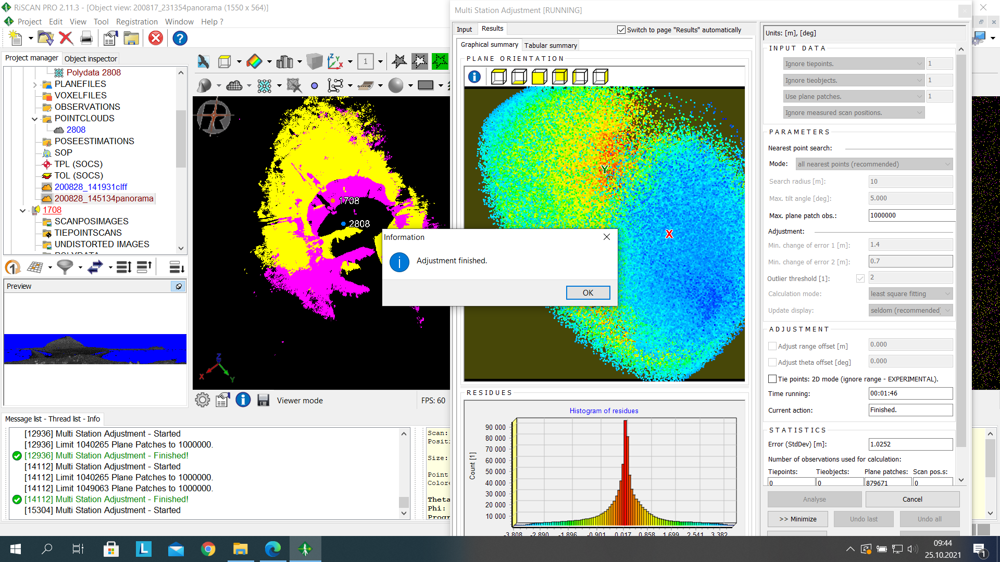 RiSCAN PRO 2.11.3 - [Object view: 200817_231354panorama (1550 x 564)]
Project Edit View Tool Registration Window Help ?
Project manager
Object inspector
Polydata 2808
PLANEFILES
VOXELFILES
OBSERVATIONS
POINTCLOUDS
2808
POSEESTIMATIONS
SOP
TPL (SOCS)
TOL (SOCS)
200828_141931clff
200828_145134panorama
1708
SCANPOSIMAGES
TIEPOINTSCANS
UNDISTORTED IMAGES
Preview
1
Z
Y
X
1708
2808
Z
X
Y
Viewer mode
FPS: 60
Message list - Thread list - Info
[12936] Multi Station Adjustment - Started
[12936] Limit 1040265 Plane Patches to 1000000.
[12936] Multi Station Adjustment - Finished!
[14112] Multi Station Adjustment - Started
[14112] Limit 1040265 Plane Patches to 1000000.
[14112] Limit 1049063 Plane Patches to 1000000.
[14112] Multi Station Adjustment - Finished!
[15304] Multi Station Adjustment - Started
Scan:
Positi
Size:
Point
Colore
Theta
Phi:
Progr
Multi Station Adjustment [RUNNING]
Input
Results
Switch to page "Results" automatically
Graphical summary
Tabular summary
PLANE ORIENTATION
Y
X
Information
Adjustment finished.
OK
RESIDUES
Histogram of residues
Count [1]
90 000
80 000
70 000
60 000
50 000
40 000
30 000
20 000
10 000
-3.808 -2.890 -1.896 -0.901 0.017 0.858 1.699 2.541 3.382
Units: [m], [deg]
INPUT DATA
Ignore tiepoints. 1
Ignore tieobjects. 1
Use plane patches. 1
Ignore measured scan positions.
PARAMETERS
Nearest point search:
Mode: all nearest points (recommended)
Search radius [m]: 10
Max. tilt angle [deg]: 5.000
Max. plane patch obs.: 1000000
Adjustment:
Min. change of error 1 [m]: 1.4
Min. change of error 2 [m]: 0.7
Outlier threshold [1]: 2
Calculation mode: least square fitting
Update display: seldom (recommended)
ADJUSTMENT
Adjust range offset [m] 0.000
Adjust theta offset [deg] 0.000
Tie points: 2D mode (ignore range - EXPERIMENTAL).
Time running: 00:01:46
Current action: Finished.
STATISTICS
Error (StdDev) [m]: 1.0252
Number of observations used for calculation:
Tiepoints: Tieobjects: Plane patches: Scan pos.s:
0 0 879671 0
Analyse
Cancel
>> Minimize
Undo last
Undo all
09:44
25.10.2021
1